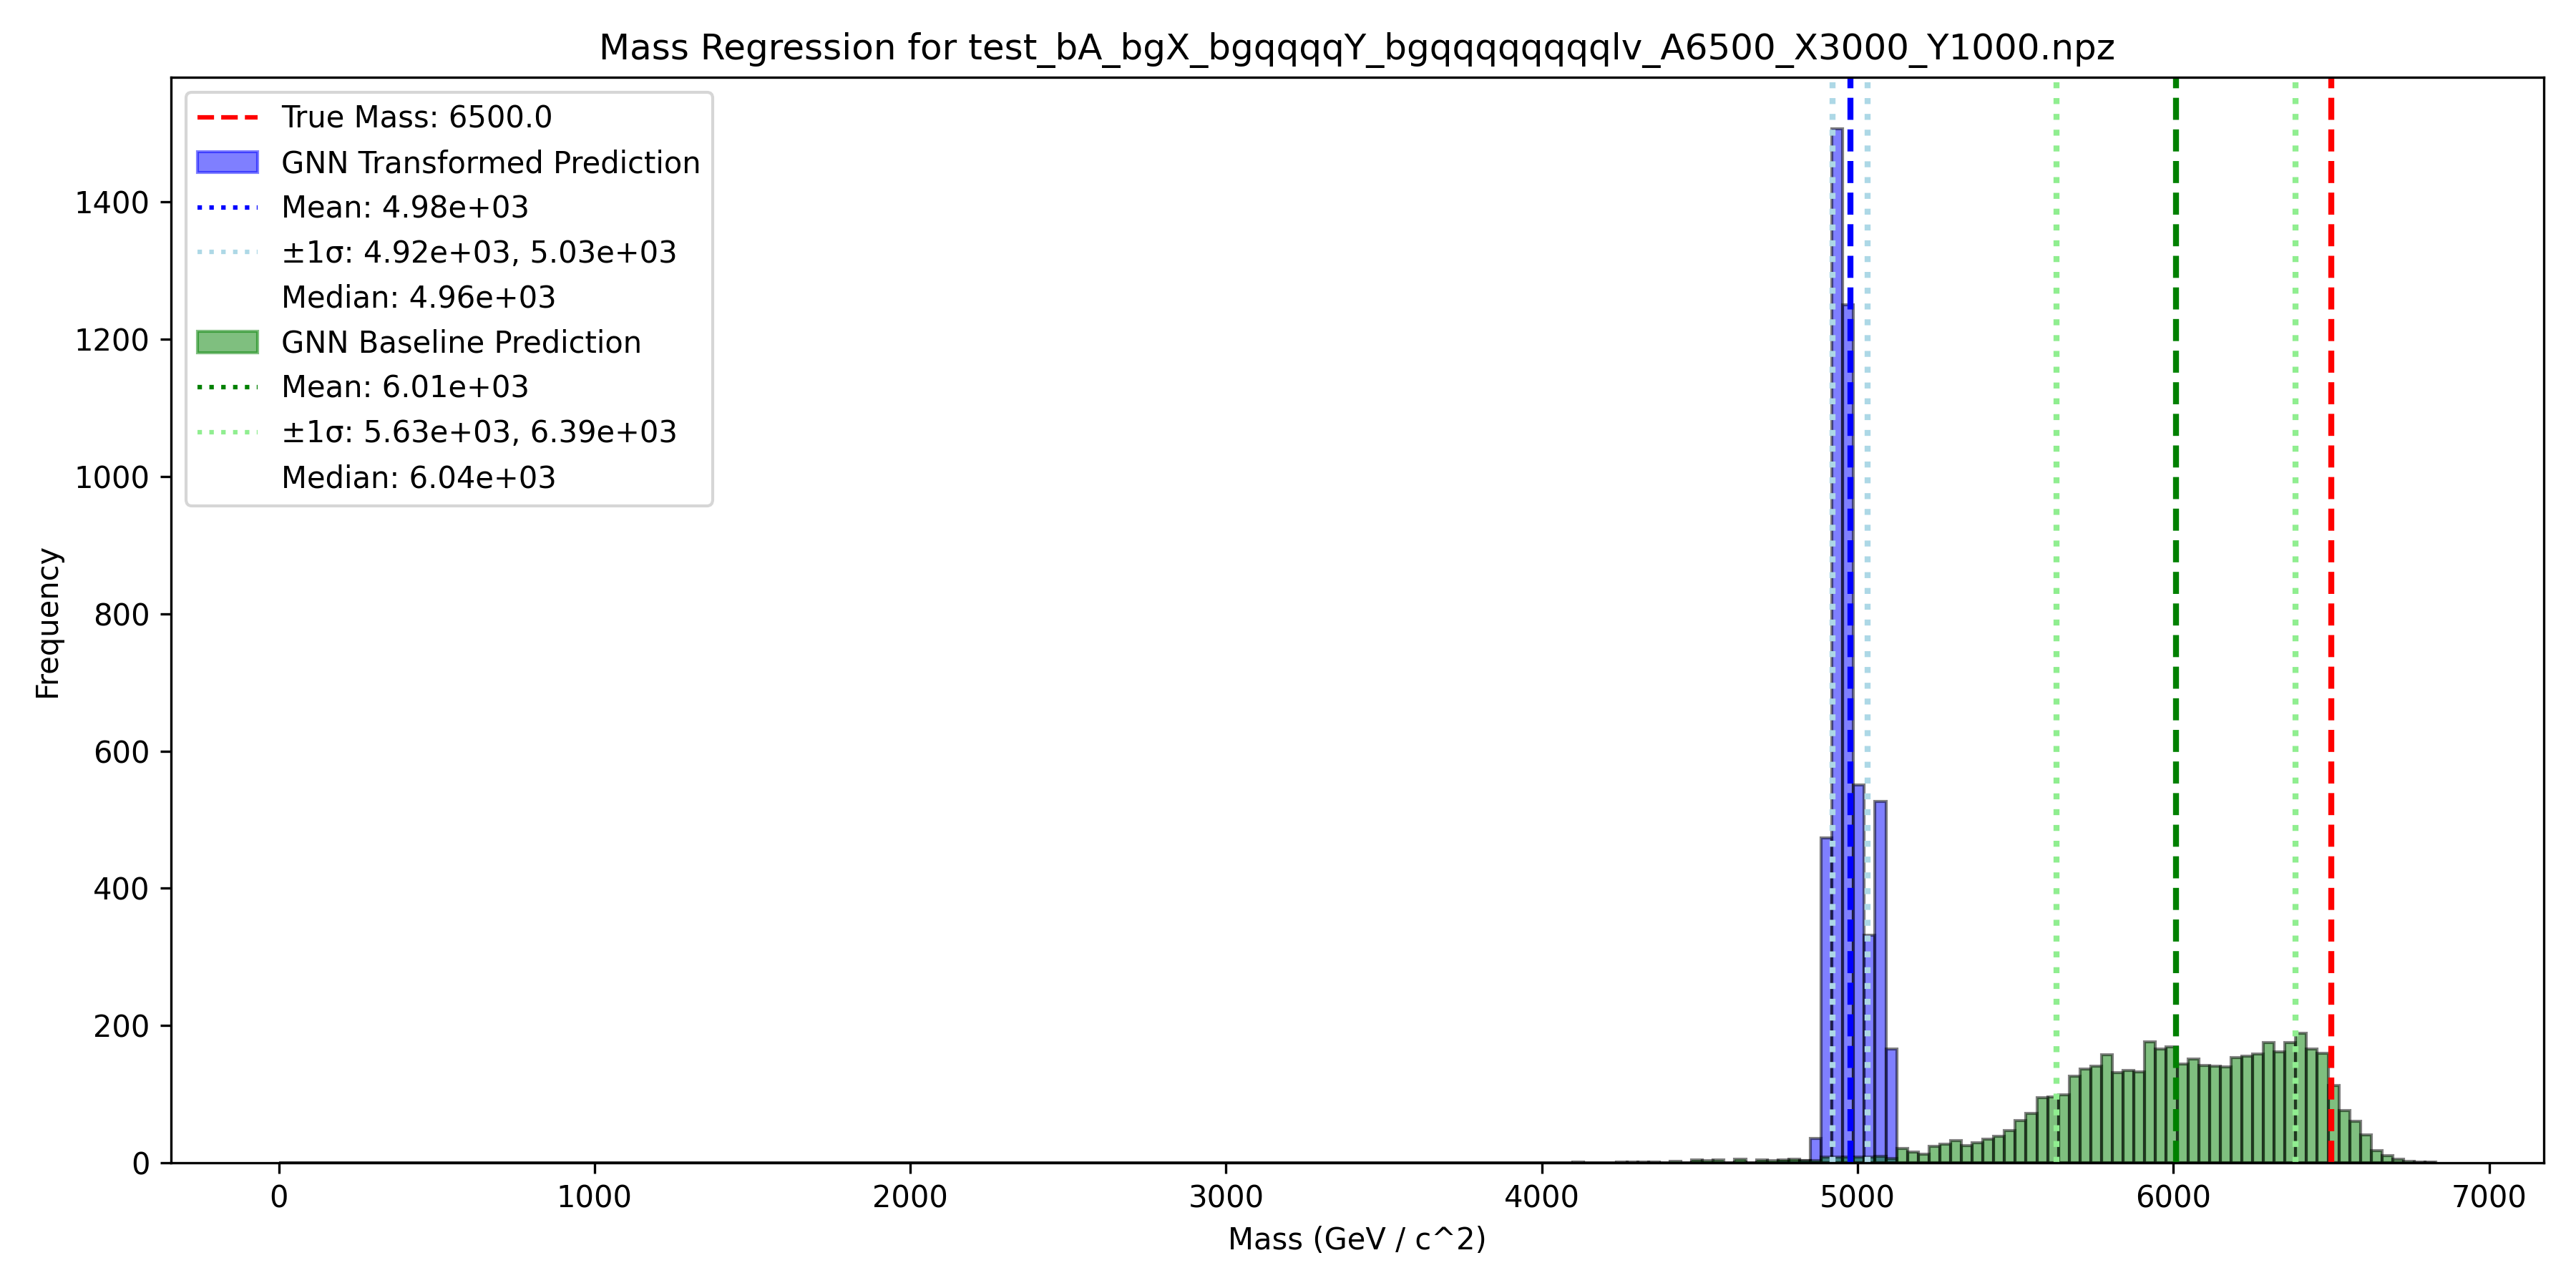 Mass Regression for test_bA_bgX_bgqqqqY_bgqqqqqqqqlv_A6500_X3000_Y1000.npz
True Mass: 6500.0
GNN Transformed Prediction
Mean: 4.98e+03
±1σ: 4.92e+03, 5.03e+03
Median: 4.96e+03
GNN Baseline Prediction
Mean: 6.01e+03
±1σ: 5.63e+03, 6.39e+03
Median: 6.04e+03
Frequency
1400
1200
1000
800
600
400
200
0
0 1000 2000 3000 4000 5000 6000 7000
Mass (GeV / c^2)